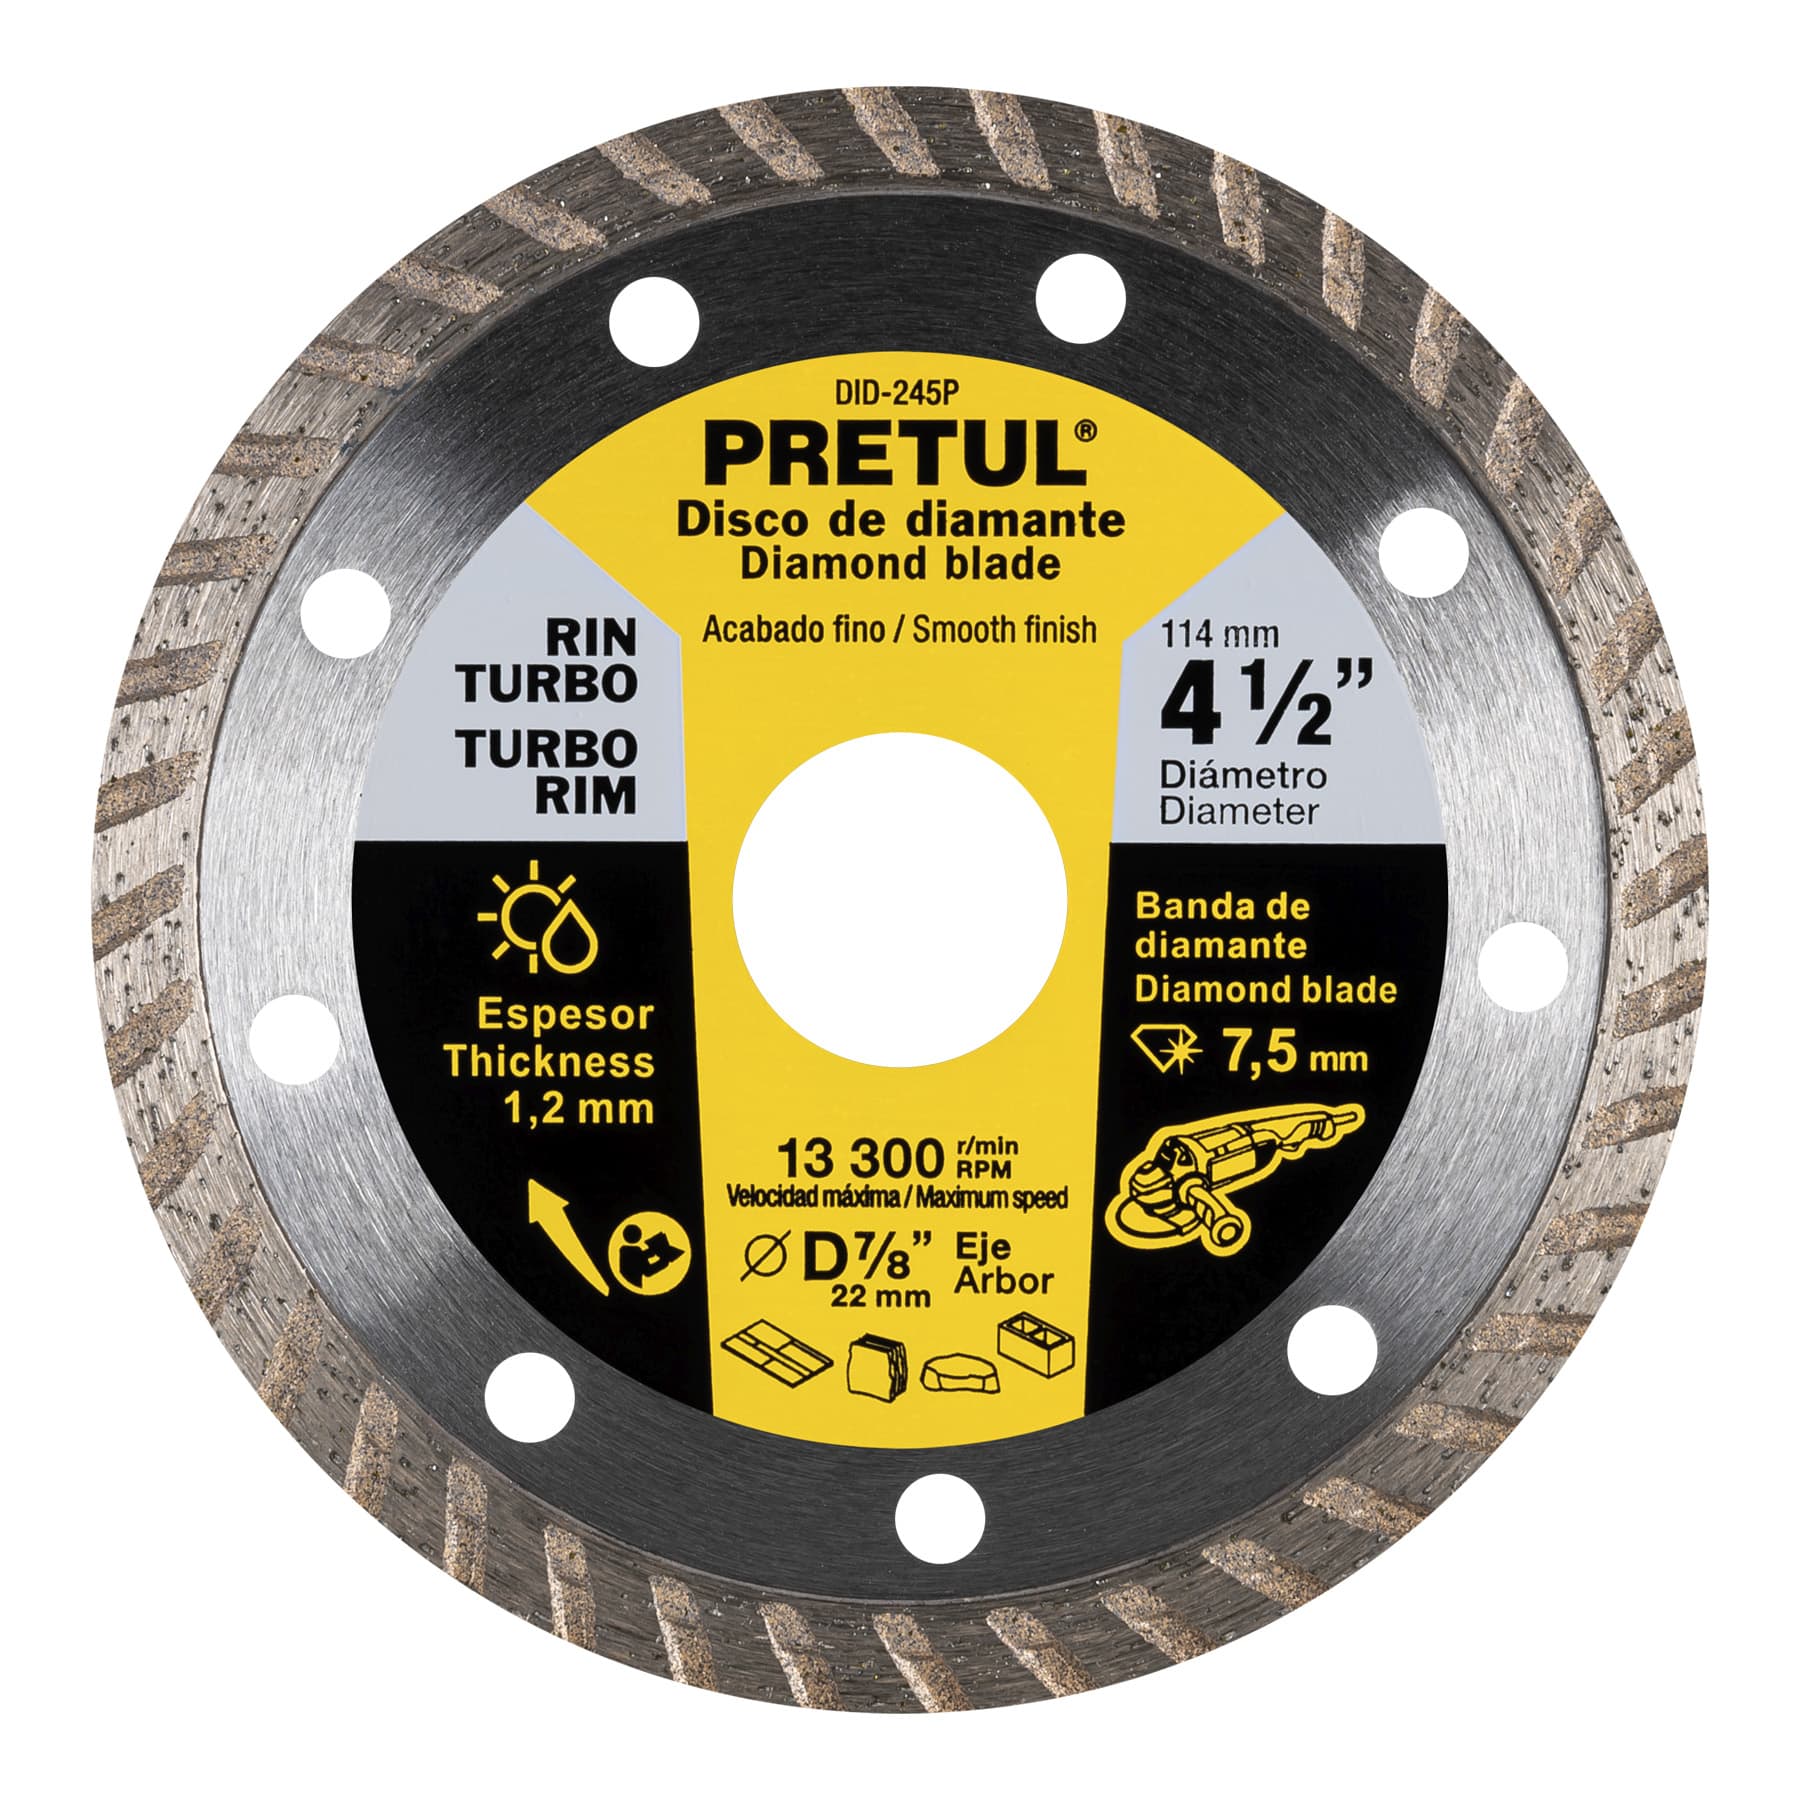 DID-245P
PRETUL®
Disco de diamante
Diamond blade
Acabado fino / Smooth finish
RIN
TURBO
TURBO
RIM
114 mm
4 ½”
Diámetro
Diameter
Espesor
Thickness
1,2 mm
Banda de
diamante
Diamond blade
7,5 mm
13 300 r/min
RPM
Velocidad máxima / Maximum speed
D 7/8” Eje
22 mm Arbor